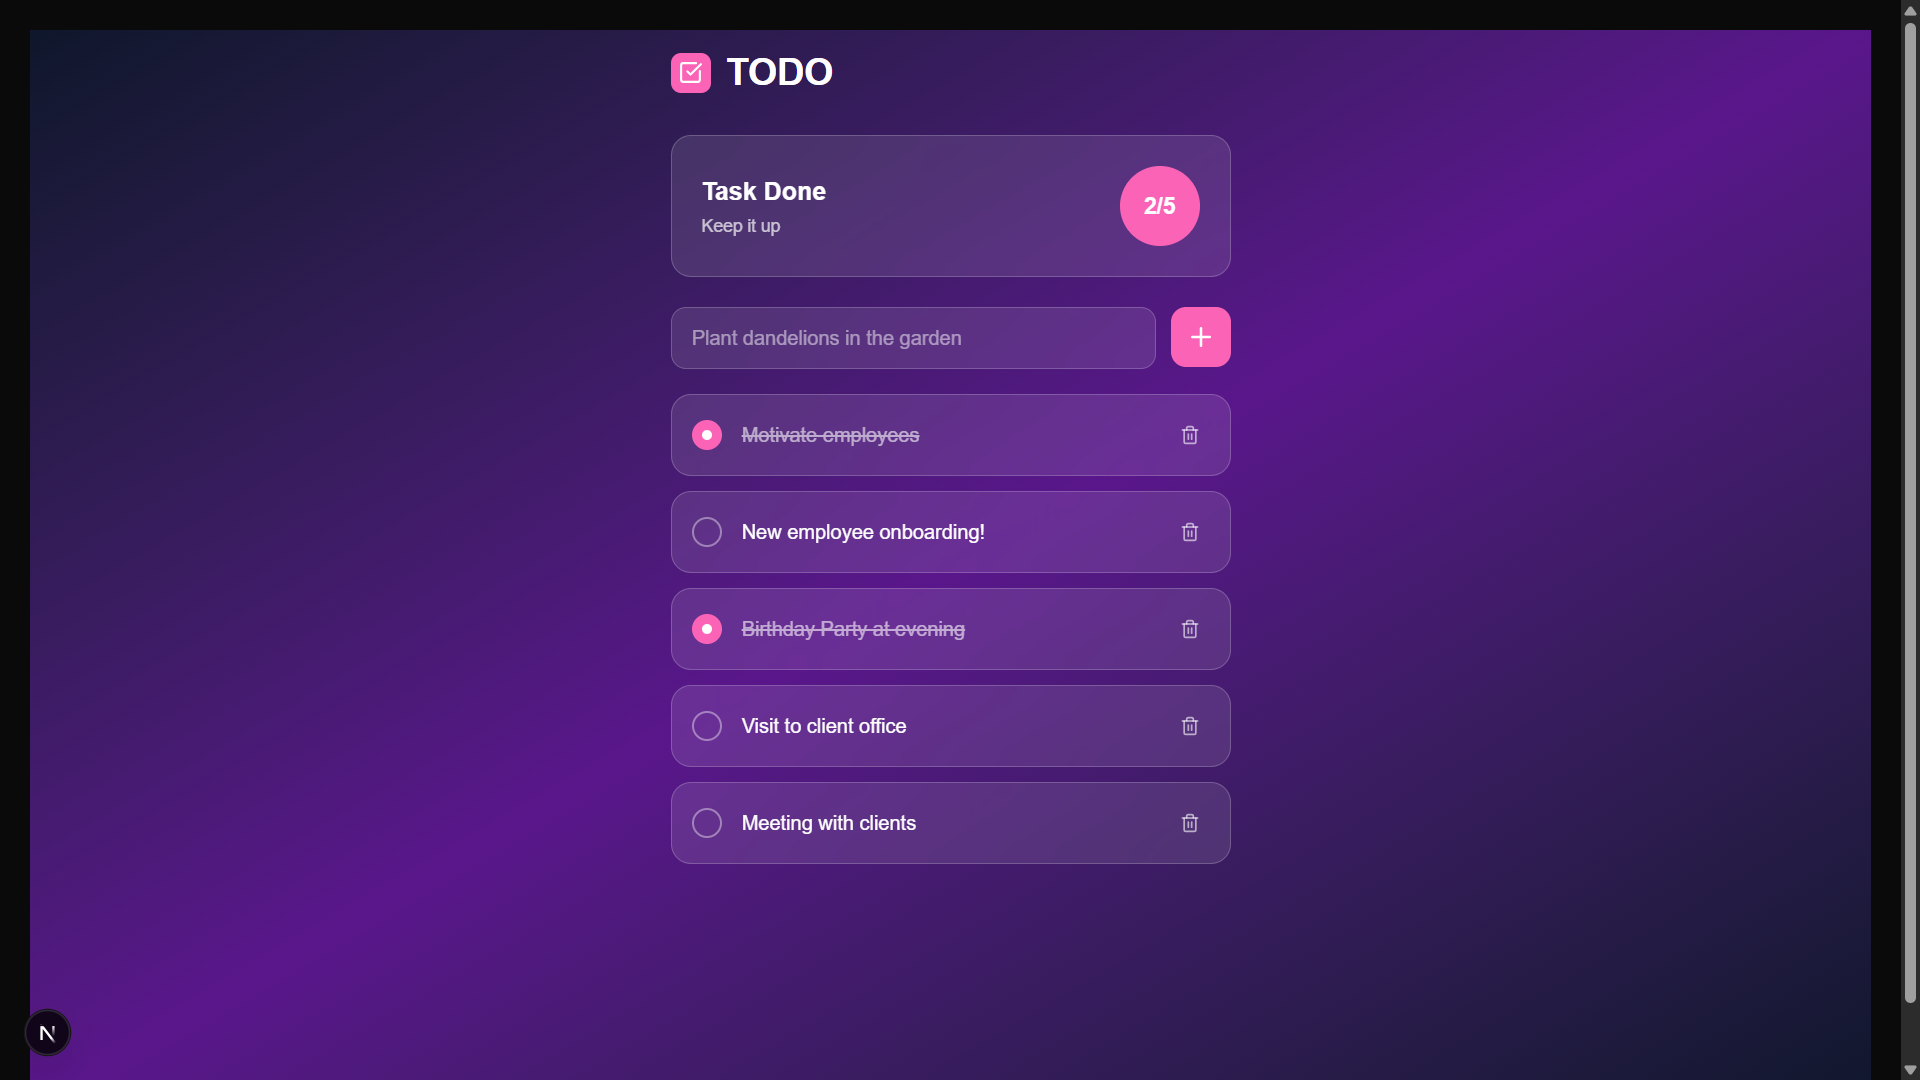 TODO
Task Done
Keep it up
2/5
Plant dandelions in the garden
Motivate employees
New employee onboarding!
Birthday Party at evening
Visit to client office
Meeting with clients
N